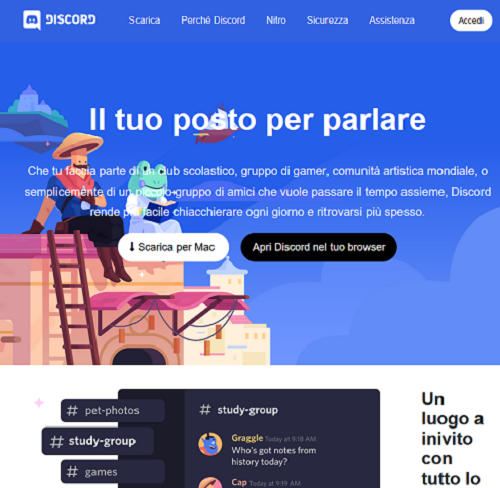 DISCORD Scarica Perché Discord Nitro Sicurezza Assistenza Accedi
Il tuo posto per parlare
Che tu faccia parte di un club scolastico, gruppo di gamer, comunità artistica mondiale, o
semplicemente di un piccolo gruppo di amici che vuole passare il tempo assieme, Discord
rende più facile chiacchierare ogni giorno e ritrovarsi più spesso.
Scarica per Mac Apri Discord nel tuo browser
# pet-photos
# study-group
# games
# study-group
Graggle Today at 9:18 AM
Who's got notes from
history today?
Cap Today at 9:19 AM
Un
luogo a
inivito
con
tutto lo